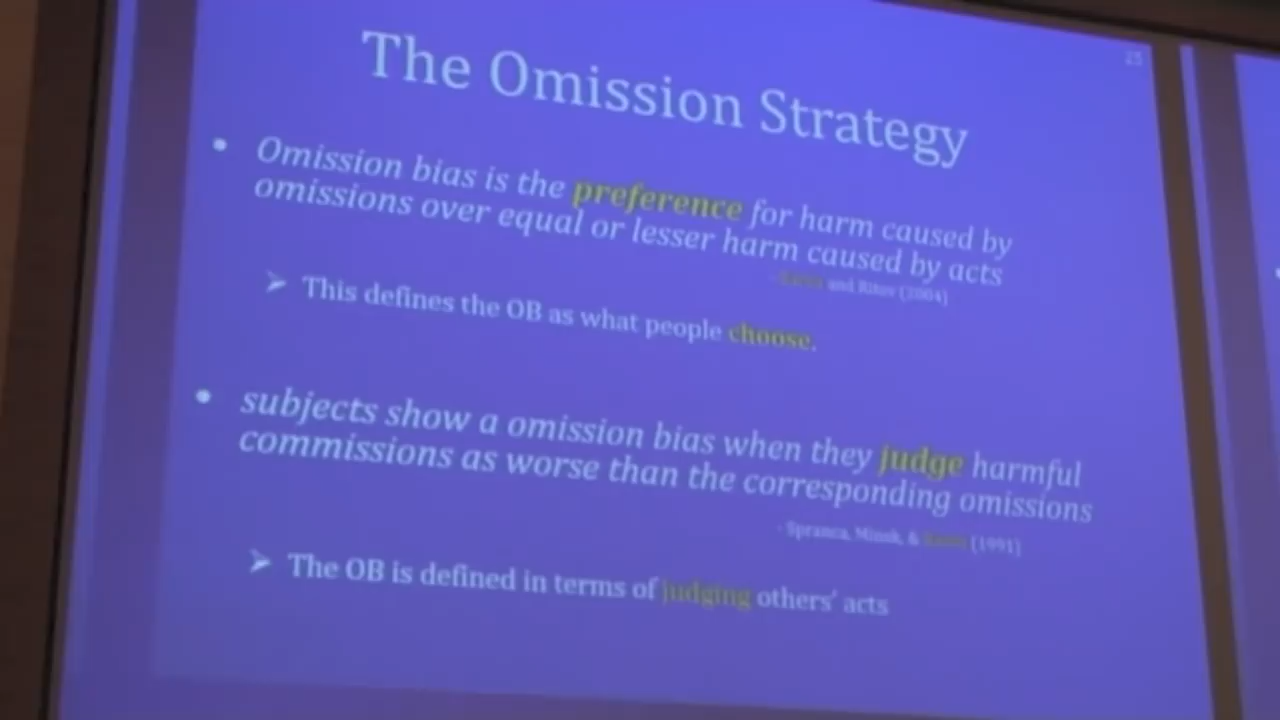 25
The Omission Strategy
• Omission bias is the preference for harm caused by
omissions over equal or lesser harm caused by acts
- Baron and Ritov (2004)
➢ This defines the OB as what people choose.
• subjects show a omission bias when they judge harmful
commissions as worse than the corresponding omissions
- Spranca, Minsk, & Baron (1991)
➢ The OB is defined in terms of judging others' acts